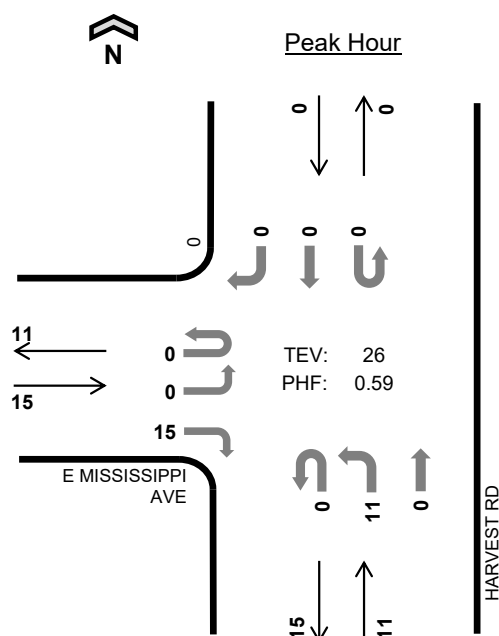 N
Peak Hour
0
0
0
0
0
0
11
0
TEV: 26
0
PHF: 0.59
15
15
E MISSISSIPPI
AVE
0
11
0
HARVEST RD
15
11